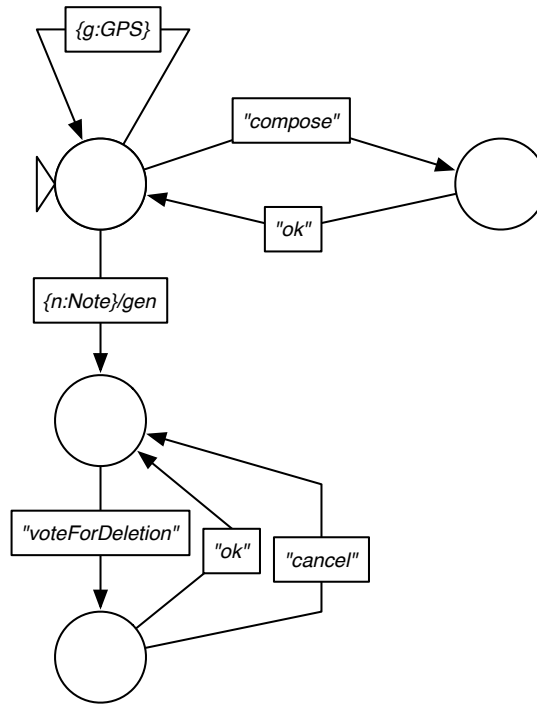 {g:GPS}
"compose"
"ok"
{n:Note}/gen
"voteForDeletion"
"ok"
"cancel"